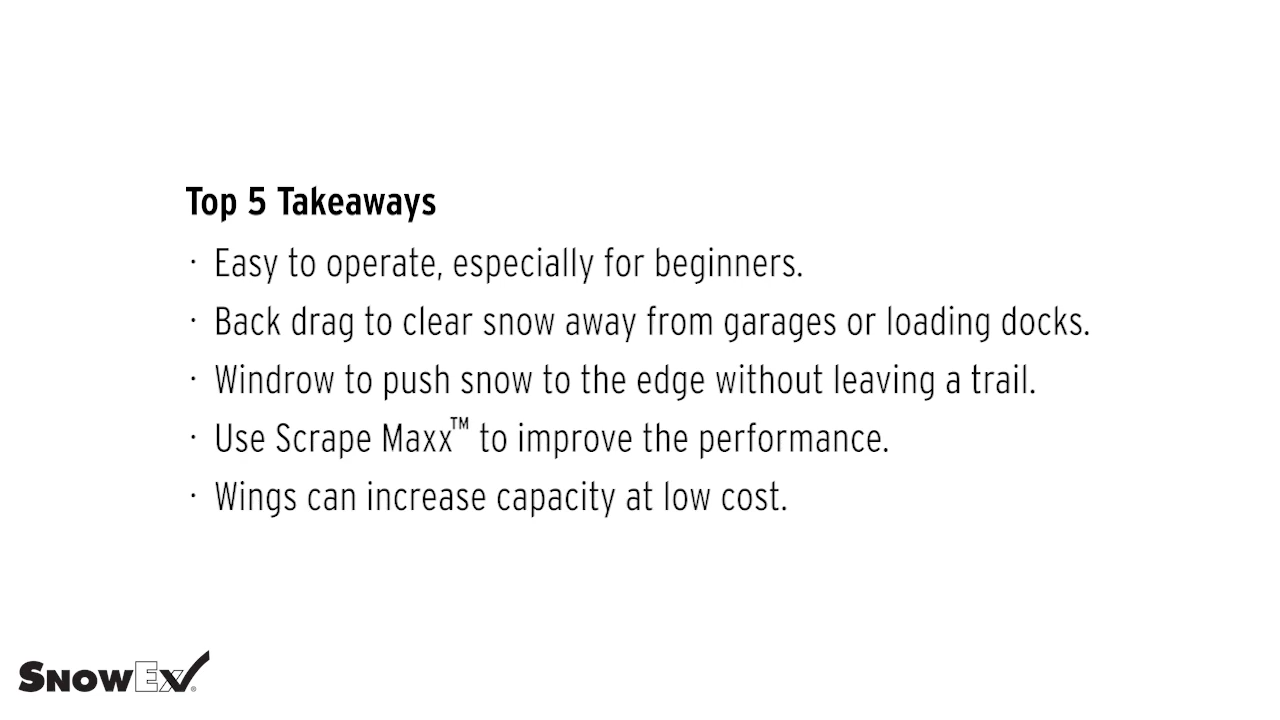 Top 5 Takeaways
· Easy to operate, especially for beginners.
· Back drag to clear snow away from garages or loading docks.
· Windrow to push snow to the edge without leaving a trail.
· Use Scrape Maxx™ to improve the performance.
· Wings can increase capacity at low cost.
SnowEx®